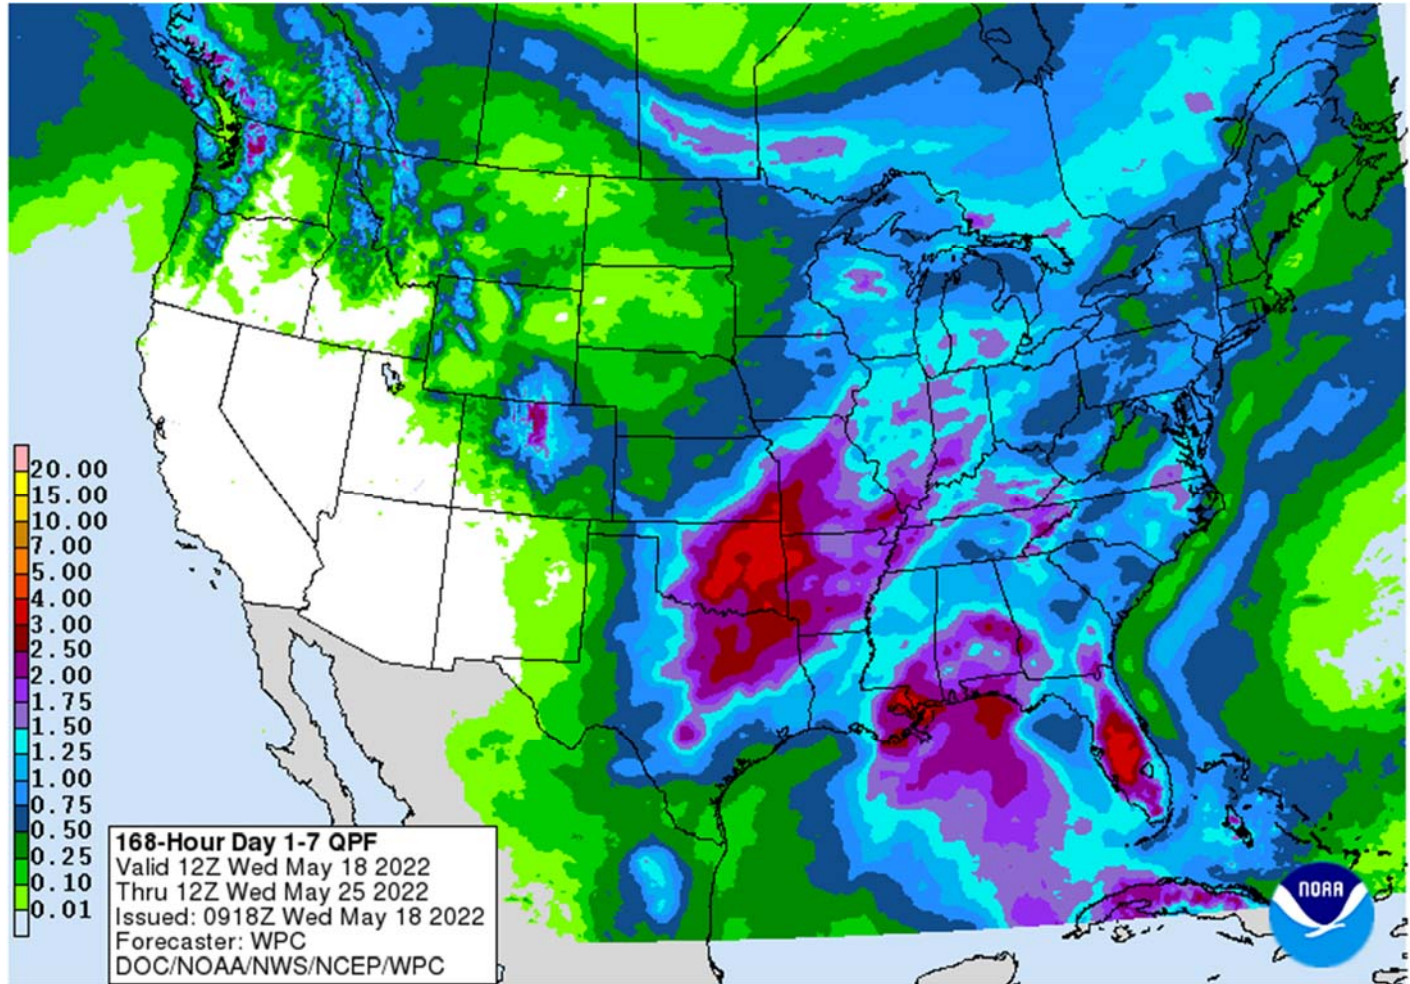 20.00
15.00
10.00
7.00
5.00
4.00
3.00
2.50
2.00
1.75
1.50
1.25
1.00
0.75
0.50
0.25
0.10
0.01
168-Hour Day 1-7 QPF
Valid 12Z Wed May 18 2022
Thru 12Z Wed May 25 2022
Issued: 0918Z Wed May 18 2022
Forecaster: WPC
DOC/NOAA/NWS/NCEP/WPC
NOAA